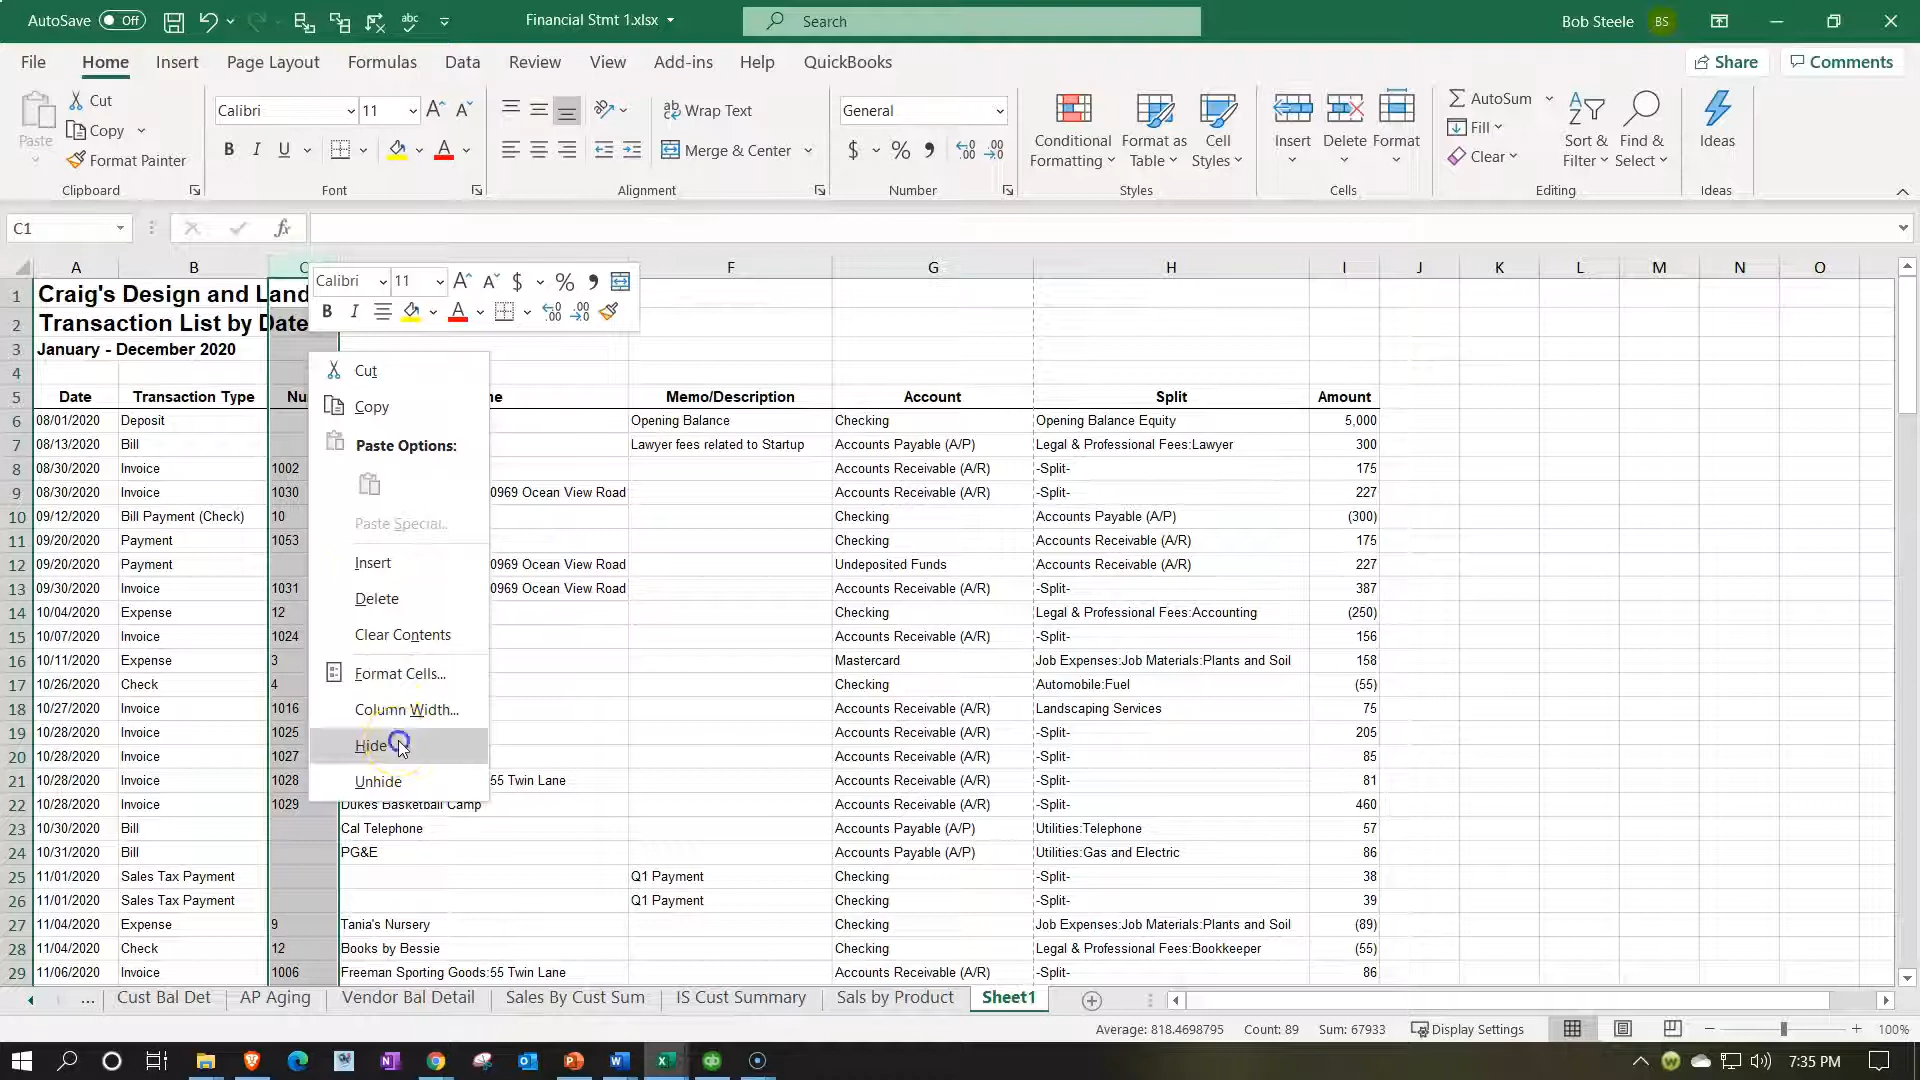 AutoSave Off Financial Stmt 1.xlsx Search Bob Steele BS
File Home Insert Page Layout Formulas Data Review View Add-ins Help QuickBooks Share Comments
Paste Cut Copy Format Painter Clipboard
Calibri 11 B I U A Font
ab Wrap Text Merge & Center Alignment
General $ % Number
Conditional Formatting Format as Table Cell Styles Styles
Insert Delete Format Cells
AutoSum Fill Clear Sort & Filter Find & Select Editing
Ideas Ideas
C1 fx
A B C F G H I J K L M N O
1 Craig's Design and Land
2 Transaction List by Date
3 January - December 2020
4
Calibri 11 $ % B I A
5 Date Transaction Type Memo/Description Account Split Amount
6 08/01/2020 Deposit Opening Balance Checking Opening Balance Equity 5,000
7 08/13/2020 Bill Lawyer fees related to Startup Accounts Payable (A/P) Legal & Professional Fees:Lawyer 300
8 08/30/2020 Invoice 1002 Accounts Receivable (A/R) -Split- 175
9 08/30/2020 Invoice 1030 0969 Ocean View Road Accounts Receivable (A/R) -Split- 227
10 09/12/2020 Bill Payment (Check) 10 Checking Accounts Payable (A/P) (300)
11 09/20/2020 Payment 1053 Checking Accounts Receivable (A/R) 175
12 09/20/2020 Payment 0969 Ocean View Road Undeposited Funds Accounts Receivable (A/R) 227
13 09/30/2020 Invoice 1031 0969 Ocean View Road Accounts Receivable (A/R) -Split- 387
14 10/04/2020 Expense 12 Checking Legal & Professional Fees:Accounting (250)
15 10/07/2020 Invoice 1024 Accounts Receivable (A/R) -Split- 156
16 10/11/2020 Expense 3 Mastercard Job Expenses:Job Materials:Plants and Soil 158
17 10/26/2020 Check 4 Checking Automobile:Fuel (55)
18 10/27/2020 Invoice 1016 Accounts Receivable (A/R) Landscaping Services 75
19 10/28/2020 Invoice 1025 Accounts Receivable (A/R) -Split- 205
20 10/28/2020 Invoice 1027 Accounts Receivable (A/R) -Split- 85
21 10/28/2020 Invoice 1028 55 Twin Lane Accounts Receivable (A/R) -Split- 81
22 10/28/2020 Invoice 1029 Dukes Basketball Camp Accounts Receivable (A/R) -Split- 460
23 10/30/2020 Bill Cal Telephone Accounts Payable (A/P) Utilities:Telephone 57
24 10/31/2020 Bill PG&E Accounts Payable (A/P) Utilities:Gas and Electric 86
25 11/01/2020 Sales Tax Payment Q1 Payment Checking -Split- 38
26 11/01/2020 Sales Tax Payment Q1 Payment Checking -Split- 39
27 11/04/2020 Expense 9 Tania's Nursery Checking Job Expenses:Job Materials:Plants and Soil (89)
28 11/04/2020 Check 12 Books by Bessie Checking Legal & Professional Fees:Bookkeeper (55)
29 11/06/2020 Invoice 1006 Freeman Sporting Goods:55 Twin Lane Accounts Receivable (A/R) -Split- 86
Cut
Copy
Paste Options:
Paste Special...
Insert
Delete
Clear Contents
Format Cells...
Column Width...
Hide
Unhide
... Cust Bal Det AP Aging Vendor Bal Detail Sales By Cust Sum IS Cust Summary Sals by Product Sheet1
Average: 818.4698795 Count: 89 Sum: 67933 Display Settings 100%
7:35 PM